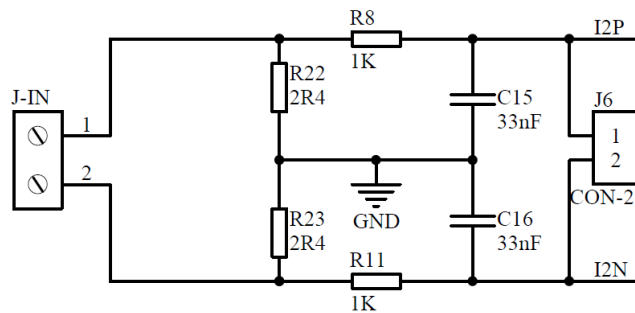 R8
I2P
1K
R22
2R4
J-IN
1
2
C15
33nF
J6
1
2
CON-2
GND
R23
2R4
C16
33nF
R11
I2N
1K